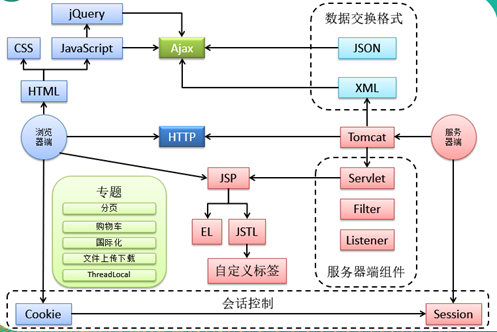 jQuery
数据交换格式
CSS
JavaScript
Ajax
JSON
HTML
XML
浏览
器端
HTTP
Tomcat
服务
器端
JSP
Servlet
专题
分页
购物车
国际化
文件上传下载
ThreadLocal
EL
JSTL
Filter
Listener
自定义标签
服务器端组件
会话控制
Cookie
Session